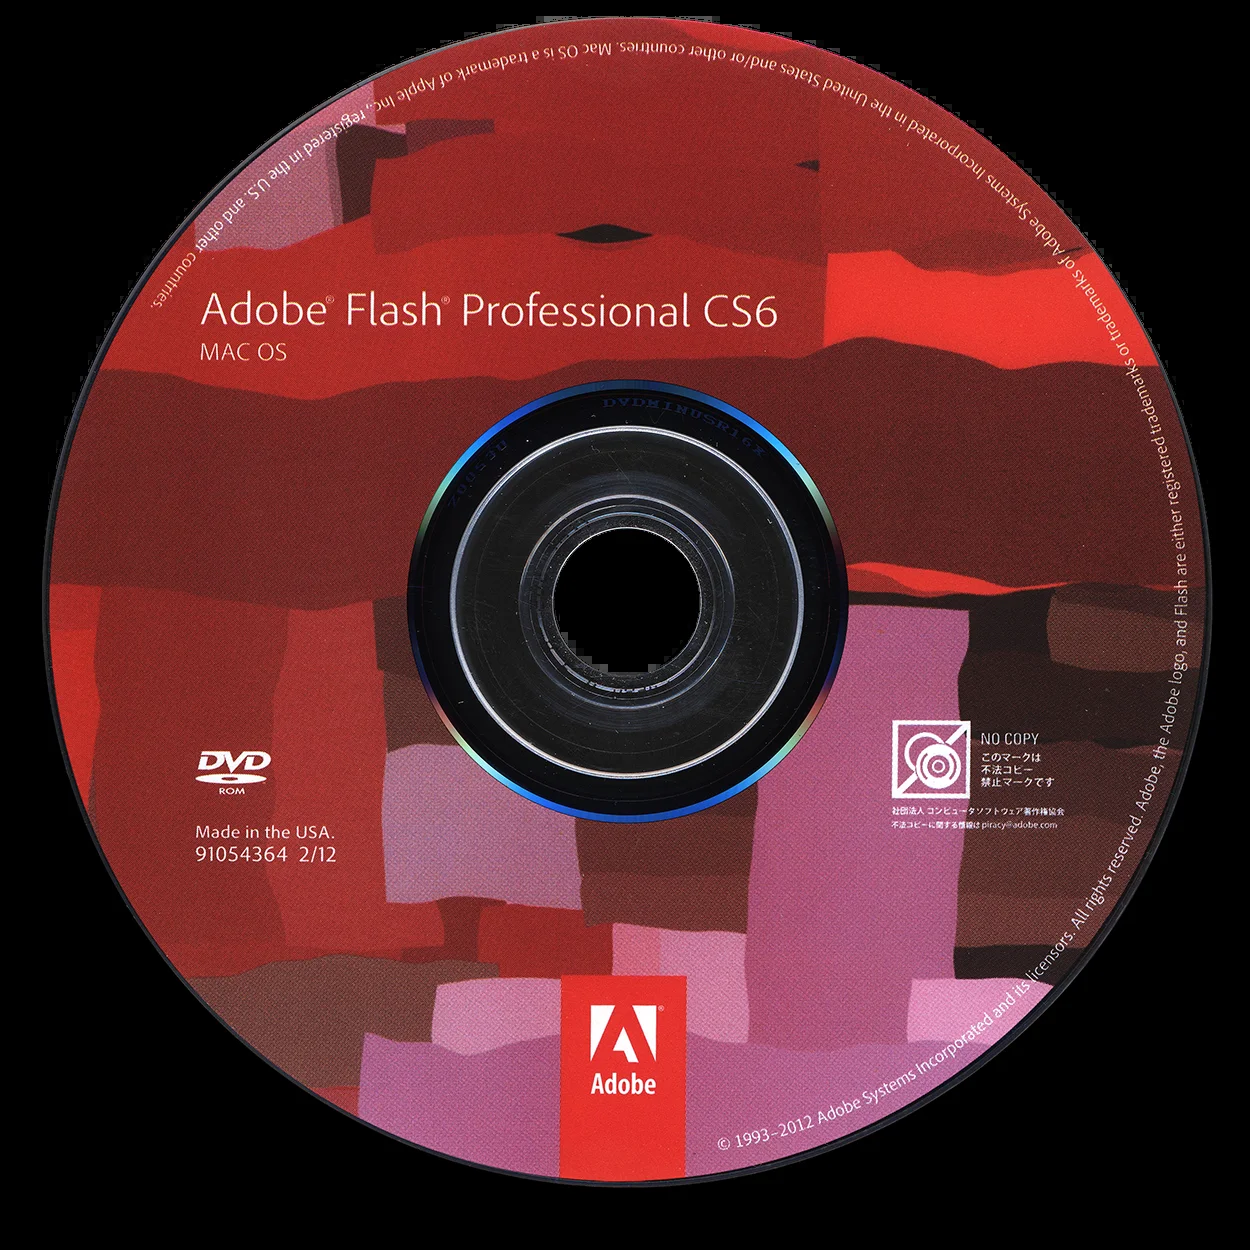 Adobe® Flash® Professional CS6
MAC OS
DVDMINUSR16X
DVD
ROM
Made in the USA.
91054364 2/12
NO COPY
このマークは
不法コピー
禁止マークです
社団法人 コンピュータソフトウェア著作権協会
不法コピーに関する情報は piracy@adobe.com
Adobe
© 1993–2012 Adobe Systems Incorporated and its licensors. All rights reserved. Adobe, the Adobe logo, and Flash are either registered trademarks or trademarks of Adobe Systems Incorporated in the United States and/or other countries. Mac OS is a trademark of Apple Inc., registered in the U.S. and other countries.